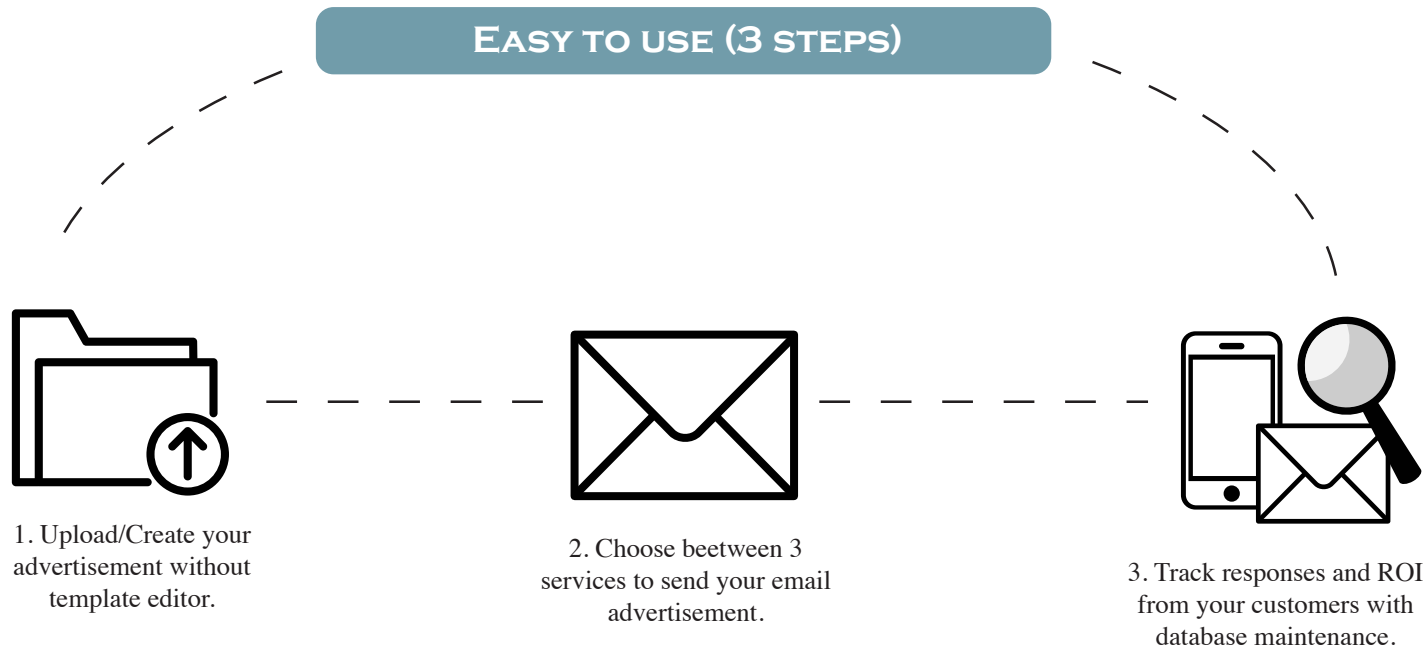 EASY TO USE (3 STEPS)
1. Upload/Create your
advertisement without
template editor.
2. Choose beetween 3
services to send your email
advertisement.
3. Track responses and ROI
from your customers with
database maintenance.